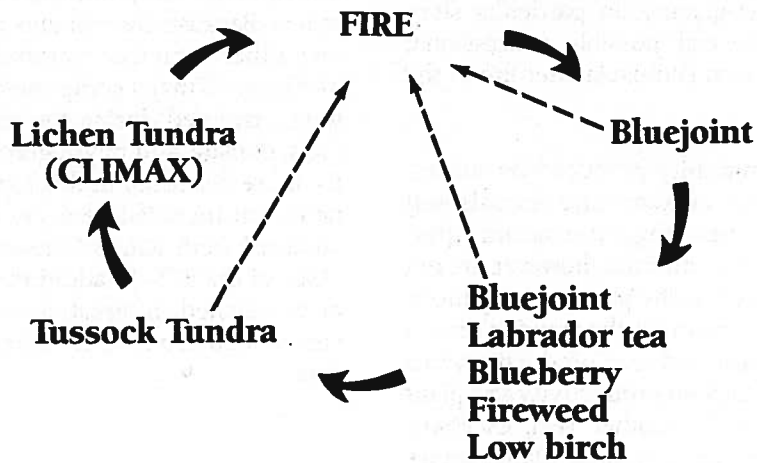 FIRE
Lichen Tundra
(CLIMAX)
Bluejoint
Tussock Tundra
Bluejoint
Labrador tea
Blueberry
Fireweed
Low birch